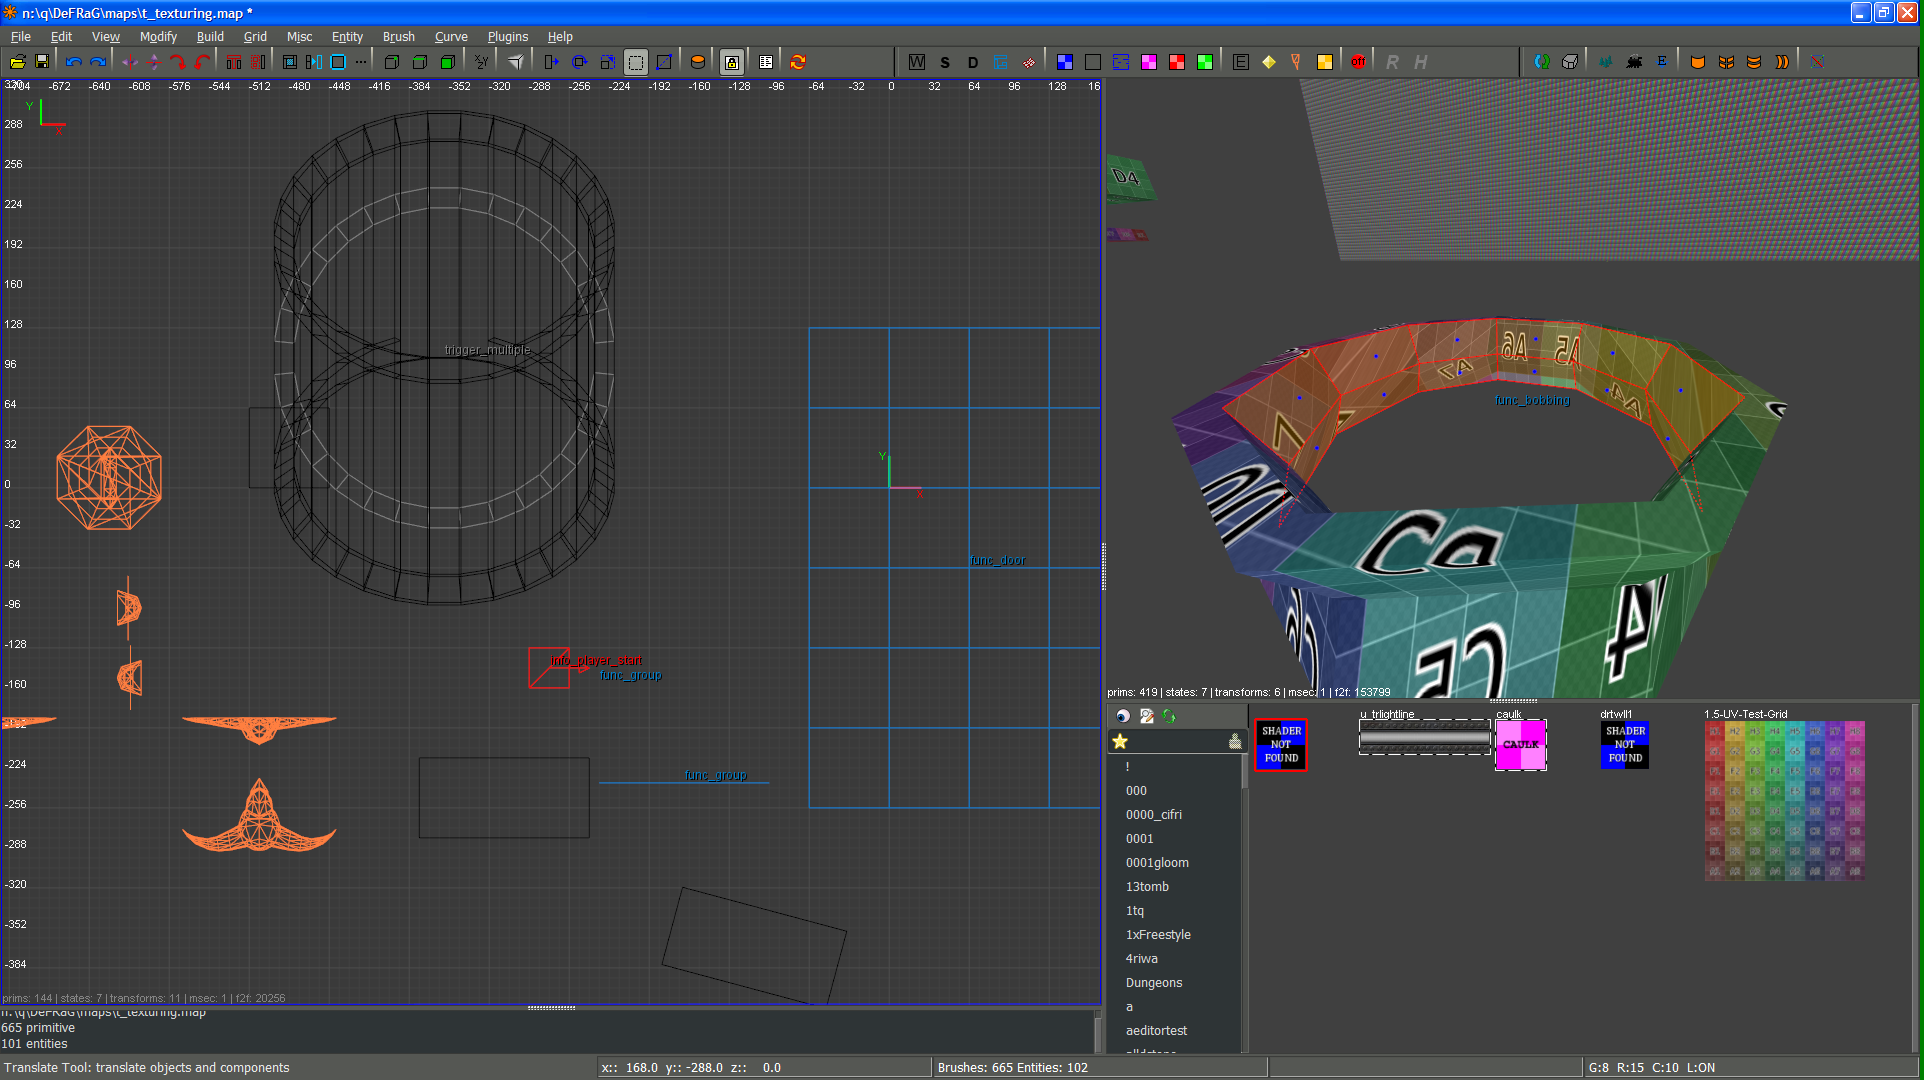 n:\q\DeFRaG\maps\t_texturing.map *
File Edit View Modify Build Grid Misc Entity Brush Curve Plugins Help
W S D E R H E
-704 -672 -640 -608 -576 -544 -512 -480 -448 -416 -384 -352 -320 -288 -256 -224 -192 -160 -128 -96 -64 -32 0 32 64 96 128 16
Y
X
288
256
224
192
160
128
96
64
32
0
-32
-64
-96
-128
-160
-192
-224
-256
-288
-320
-352
-384
trigger_multiple
Y
X
func_door
info_player_start
func_group
func_group
prims: 144 | states: 7 | transforms: 11 | msec: 1 | f2f: 20256
D4
A6 A5
A7
A4
func_bobbing
prims: 419 | states: 7 | transforms: 6 | msec: 1 | f2f: 153799
n:\q\DeFRaG\maps\t_texturing.map
665 primitive
101 entities
!
000
0000_cifri
0001
0001gloom
13tomb
1tq
1xFreestyle
4riwa
Dungeons
a
aeditortest
SHADER
NOT
FOUND
u_trlightline
caulk
CAULK
drtwll1
SHADER
NOT
FOUND
1.5-UV-Test-Grid
Translate Tool: translate objects and components
x:: 168.0 y:: -288.0 z:: 0.0
Brushes: 665 Entities: 102
G:8 R:15 C:10 L:ON